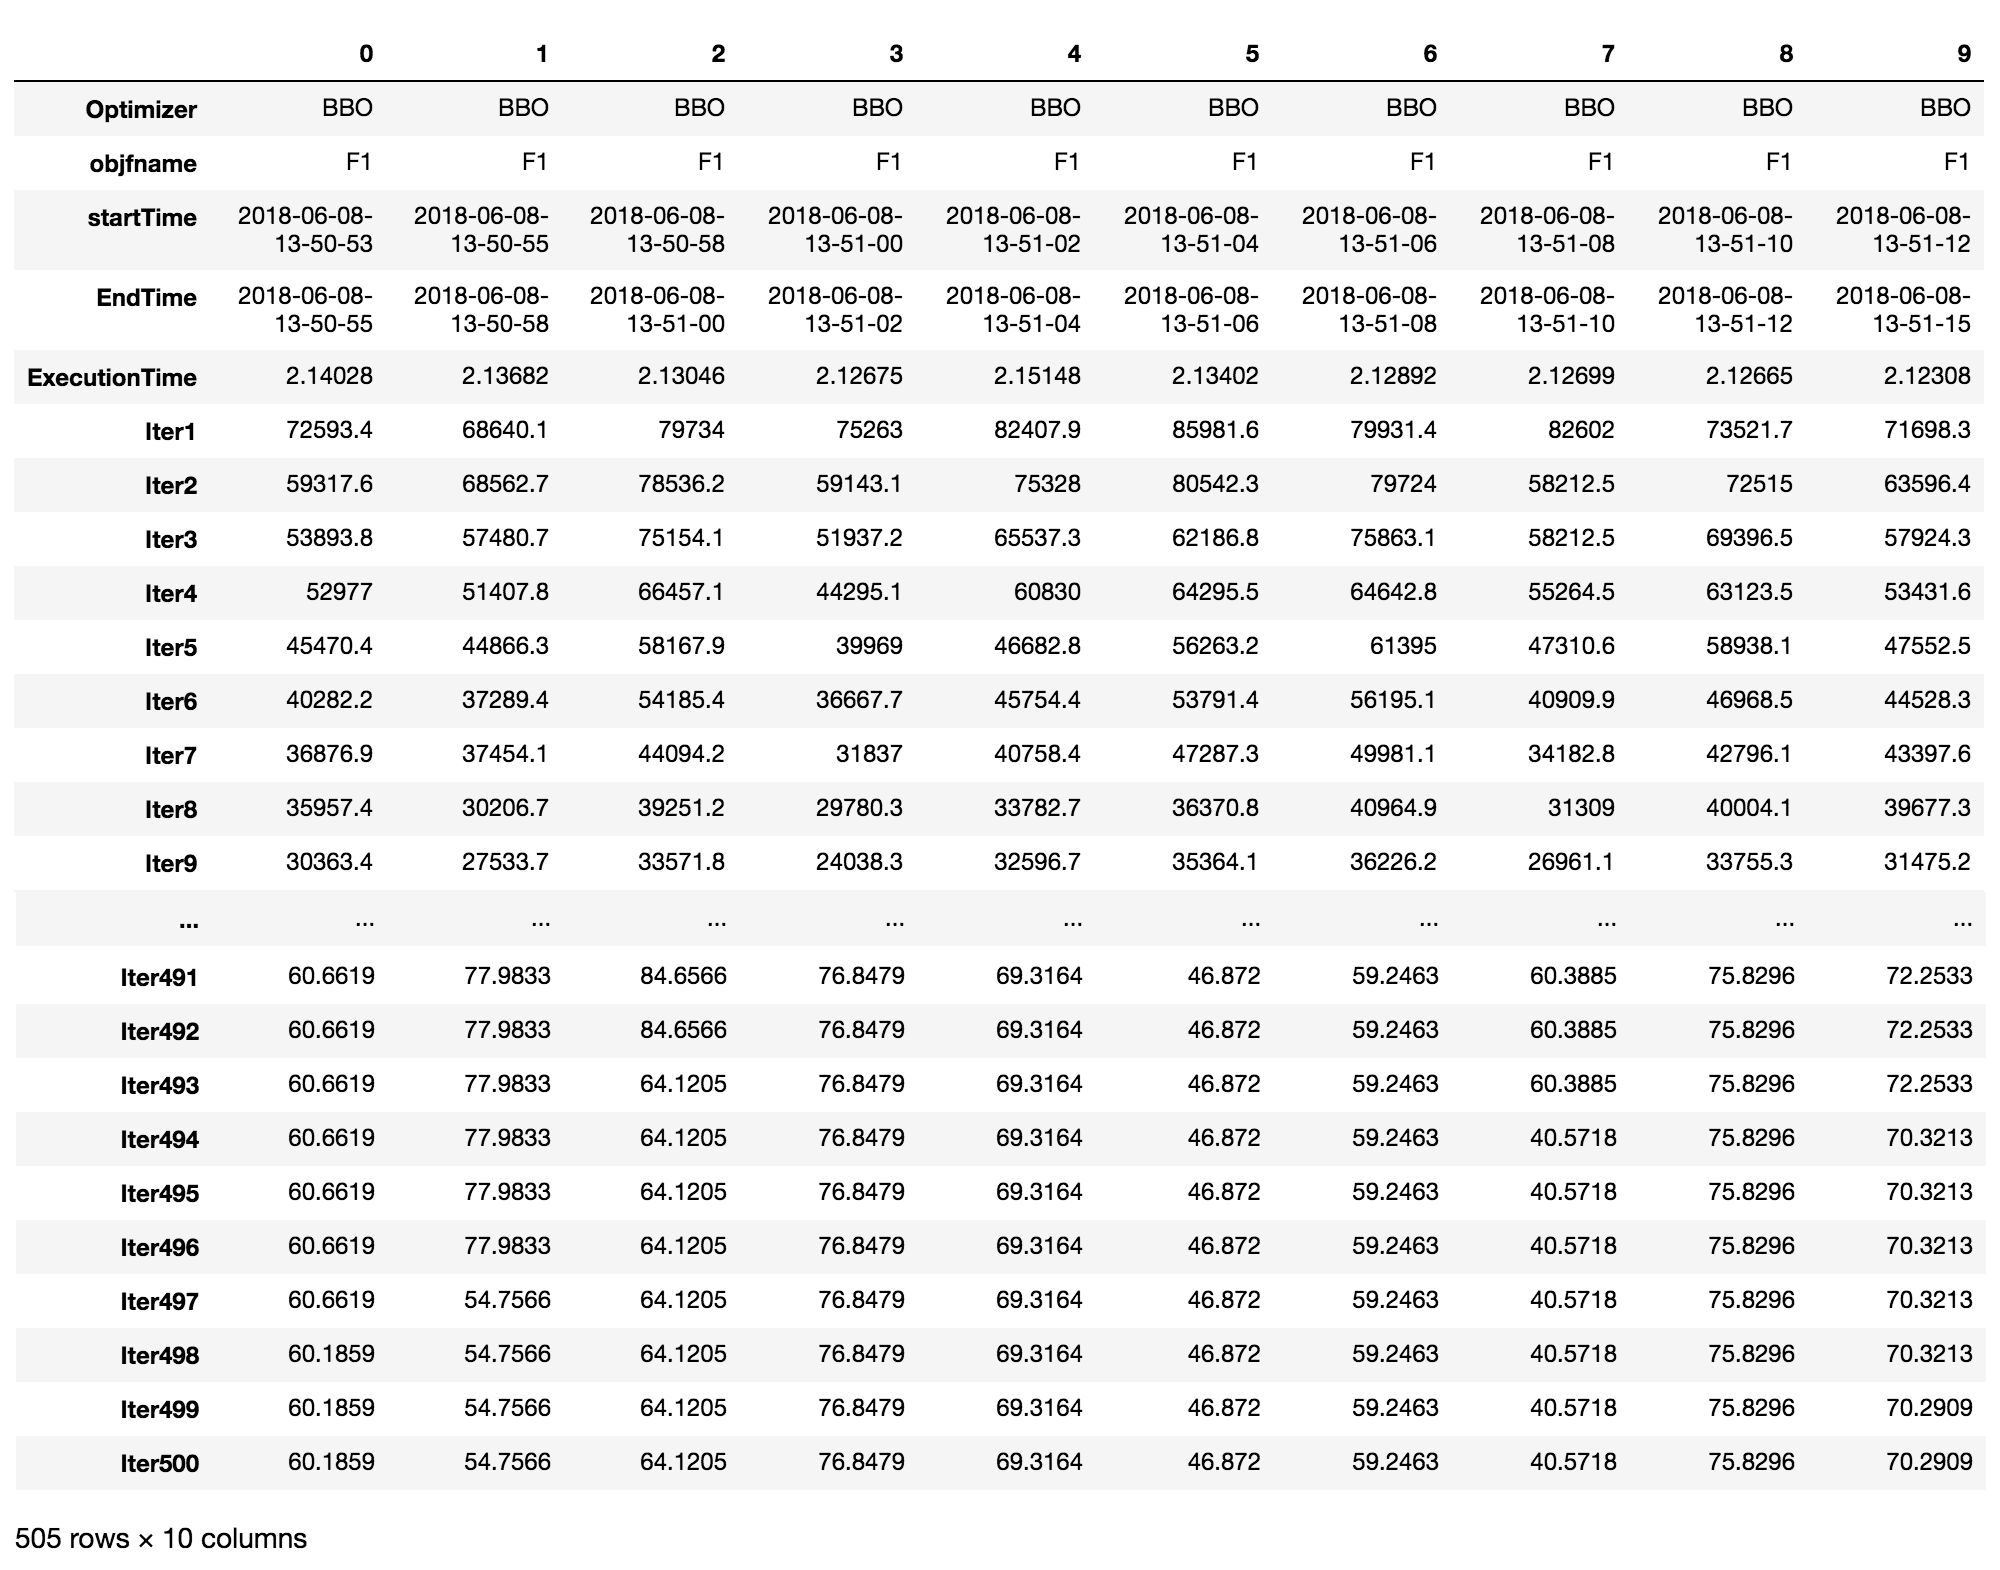 0 1 2 3 4 5 6 7 8 9
Optimizer BBO BBO BBO BBO BBO BBO BBO BBO BBO BBO
objfname F1 F1 F1 F1 F1 F1 F1 F1 F1 F1
startTime 2018-06-08- 2018-06-08- 2018-06-08- 2018-06-08- 2018-06-08- 2018-06-08- 2018-06-08- 2018-06-08- 2018-06-08- 2018-06-08-
13-50-53 13-50-55 13-50-58 13-51-00 13-51-02 13-51-04 13-51-06 13-51-08 13-51-10 13-51-12
EndTime 2018-06-08- 2018-06-08- 2018-06-08- 2018-06-08- 2018-06-08- 2018-06-08- 2018-06-08- 2018-06-08- 2018-06-08- 2018-06-08-
13-50-55 13-50-58 13-51-00 13-51-02 13-51-04 13-51-06 13-51-08 13-51-10 13-51-12 13-51-15
ExecutionTime 2.14028 2.13682 2.13046 2.12675 2.15148 2.13402 2.12892 2.12699 2.12665 2.12308
Iter1 72593.4 68640.1 79734 75263 82407.9 85981.6 79931.4 82602 73521.7 71698.3
Iter2 59317.6 68562.7 78536.2 59143.1 75328 80542.3 79724 58212.5 72515 63596.4
Iter3 53893.8 57480.7 75154.1 51937.2 65537.3 62186.8 75863.1 58212.5 69396.5 57924.3
Iter4 52977 51407.8 66457.1 44295.1 60830 64295.5 64642.8 55264.5 63123.5 53431.6
Iter5 45470.4 44866.3 58167.9 39969 46682.8 56263.2 61395 47310.6 58938.1 47552.5
Iter6 40282.2 37289.4 54185.4 36667.7 45754.4 53791.4 56195.1 40909.9 46968.5 44528.3
Iter7 36876.9 37454.1 44094.2 31837 40758.4 47287.3 49981.1 34182.8 42796.1 43397.6
Iter8 35957.4 30206.7 39251.2 29780.3 33782.7 36370.8 40964.9 31309 40004.1 39677.3
Iter9 30363.4 27533.7 33571.8 24038.3 32596.7 35364.1 36226.2 26961.1 33755.3 31475.2
... ... ... ... ... ... ... ... ... ... ...
Iter491 60.6619 77.9833 84.6566 76.8479 69.3164 46.872 59.2463 60.3885 75.8296 72.2533
Iter492 60.6619 77.9833 84.6566 76.8479 69.3164 46.872 59.2463 60.3885 75.8296 72.2533
Iter493 60.6619 77.9833 64.1205 76.8479 69.3164 46.872 59.2463 60.3885 75.8296 72.2533
Iter494 60.6619 77.9833 64.1205 76.8479 69.3164 46.872 59.2463 40.5718 75.8296 70.3213
Iter495 60.6619 77.9833 64.1205 76.8479 69.3164 46.872 59.2463 40.5718 75.8296 70.3213
Iter496 60.6619 77.9833 64.1205 76.8479 69.3164 46.872 59.2463 40.5718 75.8296 70.3213
Iter497 60.6619 54.7566 64.1205 76.8479 69.3164 46.872 59.2463 40.5718 75.8296 70.3213
Iter498 60.1859 54.7566 64.1205 76.8479 69.3164 46.872 59.2463 40.5718 75.8296 70.3213
Iter499 60.1859 54.7566 64.1205 76.8479 69.3164 46.872 59.2463 40.5718 75.8296 70.2909
Iter500 60.1859 54.7566 64.1205 76.8479 69.3164 46.872 59.2463 40.5718 75.8296 70.2909
505 rows × 10 columns